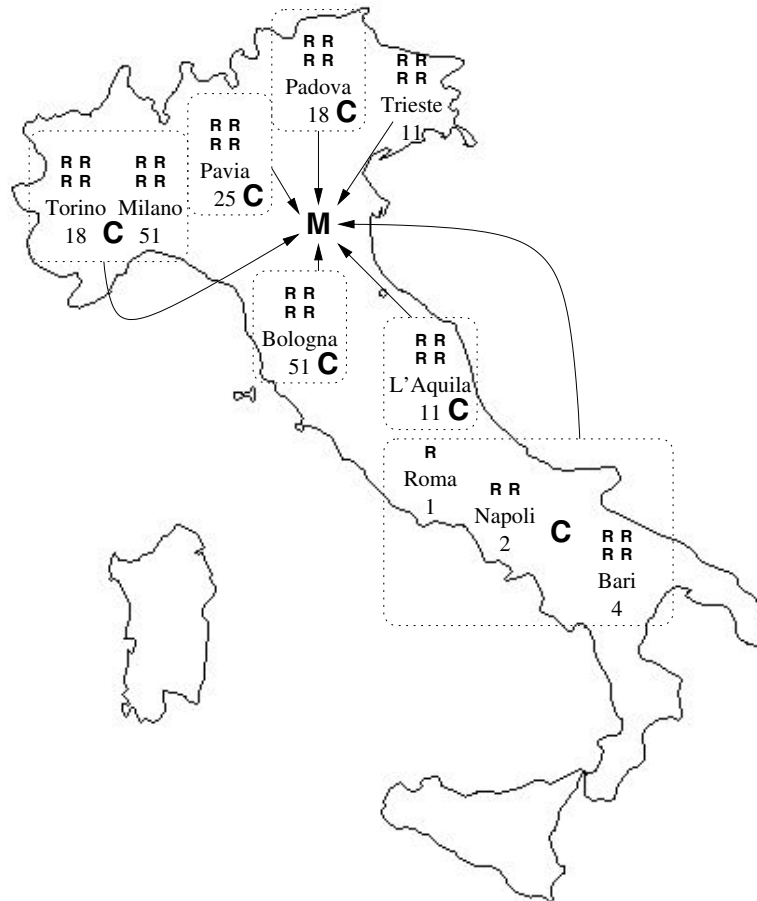 R R
R R
Padova
18 C
R R
R R
Trieste
11
R R
R R
Pavia
25 C
R R
R R
Torino
18 C
R R
R R
Milano
51
M
R R
R R
Bologna
51 C
R R
R R
L'Aquila
11 C
R
Roma
1
R R
Napoli
2
C
R R
R R
Bari
4